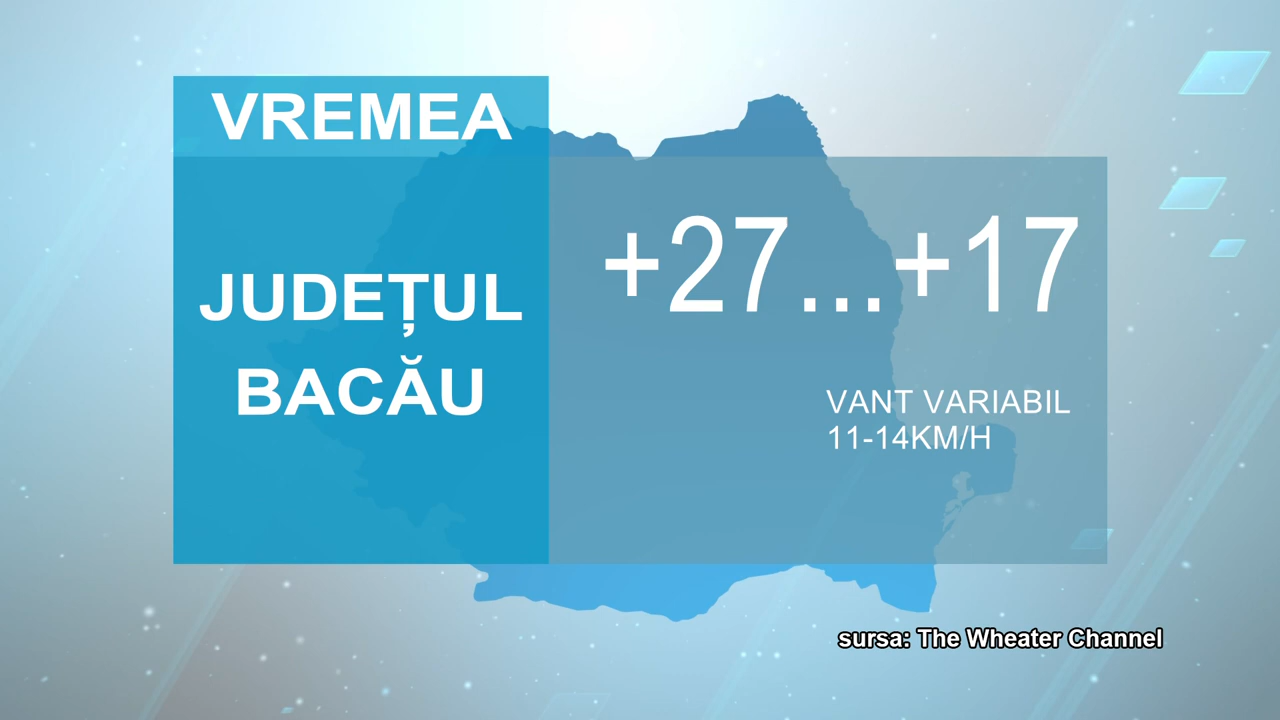 VREMEA
JUDEȚUL
BACĂU
+27...+17
VANT VARIABIL
11-14KM/H
sursa: The Wheater Channel